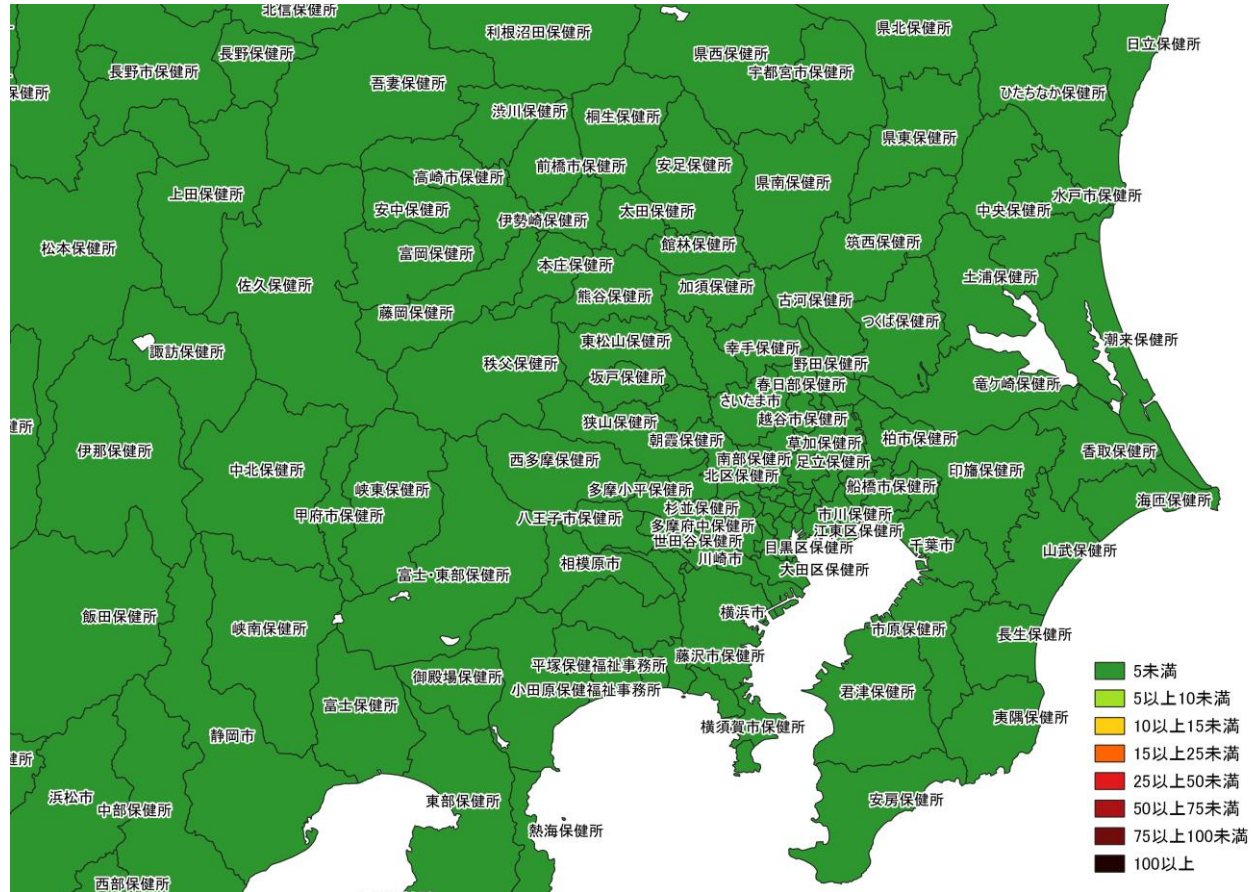 北信保健所
利根沼田保健所
県北保健所
日立保健所
長野保健所
県西保健所
長野市保健所
宇都宮市保健所
吾妻保健所
保健所
ひたちなか保健所
渋川保健所
桐生保健所
県東保健所
前橋市保健所
安足保健所
高崎市保健所
県南保健所
上田保健所
水戸市保健所
安中保健所
太田保健所
中央保健所
伊勢崎保健所
松本保健所
富岡保健所
館林保健所
筑西保健所
本庄保健所
土浦保健所
佐久保健所
加須保健所
熊谷保健所
古河保健所
藤岡保健所
つくば保健所
潮来保健所
東松山保健所
諏訪保健所
幸手保健所
秩父保健所
野田保健所
坂戸保健所
春日部保健所
竜ケ崎保健所
さいたま市
越谷市保健所
狭山保健所
健所
朝霞保健所
草加保健所
柏市保健所
伊那保健所
香取保健所
南部保健所
西多摩保健所
足立保健所
中北保健所
峡東保健所
印旛保健所
北区保健所
船橋市保健所
多摩小平保健所
海匝保健所
杉並保健所
甲府市保健所
八王子市保健所
市川保健所
多摩府中保健所
江東区保健所
世田谷保健所
目黒区保健所
千葉市
山武保健所
川崎市
相模原市
大田区保健所
富士・東部保健所
横浜市
飯田保健所
峡南保健所
市原保健所
長生保健所
藤沢市保健所
平塚保健福祉事務所
御殿場保健所
小田原保健福祉事務所
君津保健所
富士保健所
夷隅保健所
横須賀市保健所
静岡市
健所
浜松市
中部保健所
東部保健所
安房保健所
熱海保健所
西部保健所
5未満
5以上10未満
10以上15未満
15以上25未満
25以上50未満
50以上75未満
75以上100未満
100以上